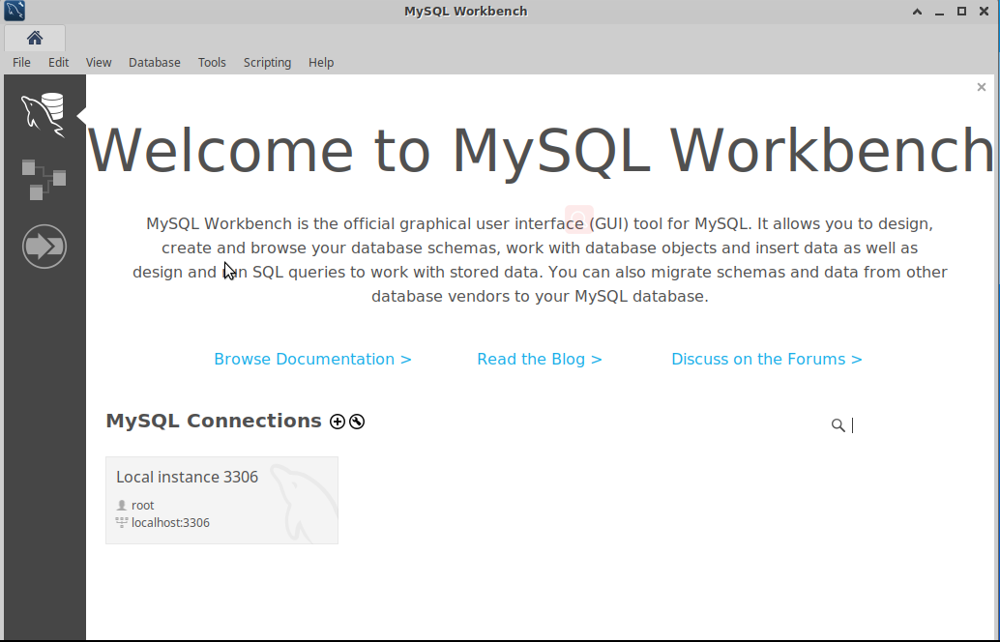 MySQL Workbench
File Edit View Database Tools Scripting Help
Welcome to MySQL Workbench
MySQL Workbench is the official graphical user interface (GUI) tool for MySQL. It allows you to design,
create and browse your database schemas, work with database objects and insert data as well as
design and run SQL queries to work with stored data. You can also migrate schemas and data from other
database vendors to your MySQL database.
Browse Documentation > Read the Blog > Discuss on the Forums >
MySQL Connections
Local instance 3306
root
localhost:3306